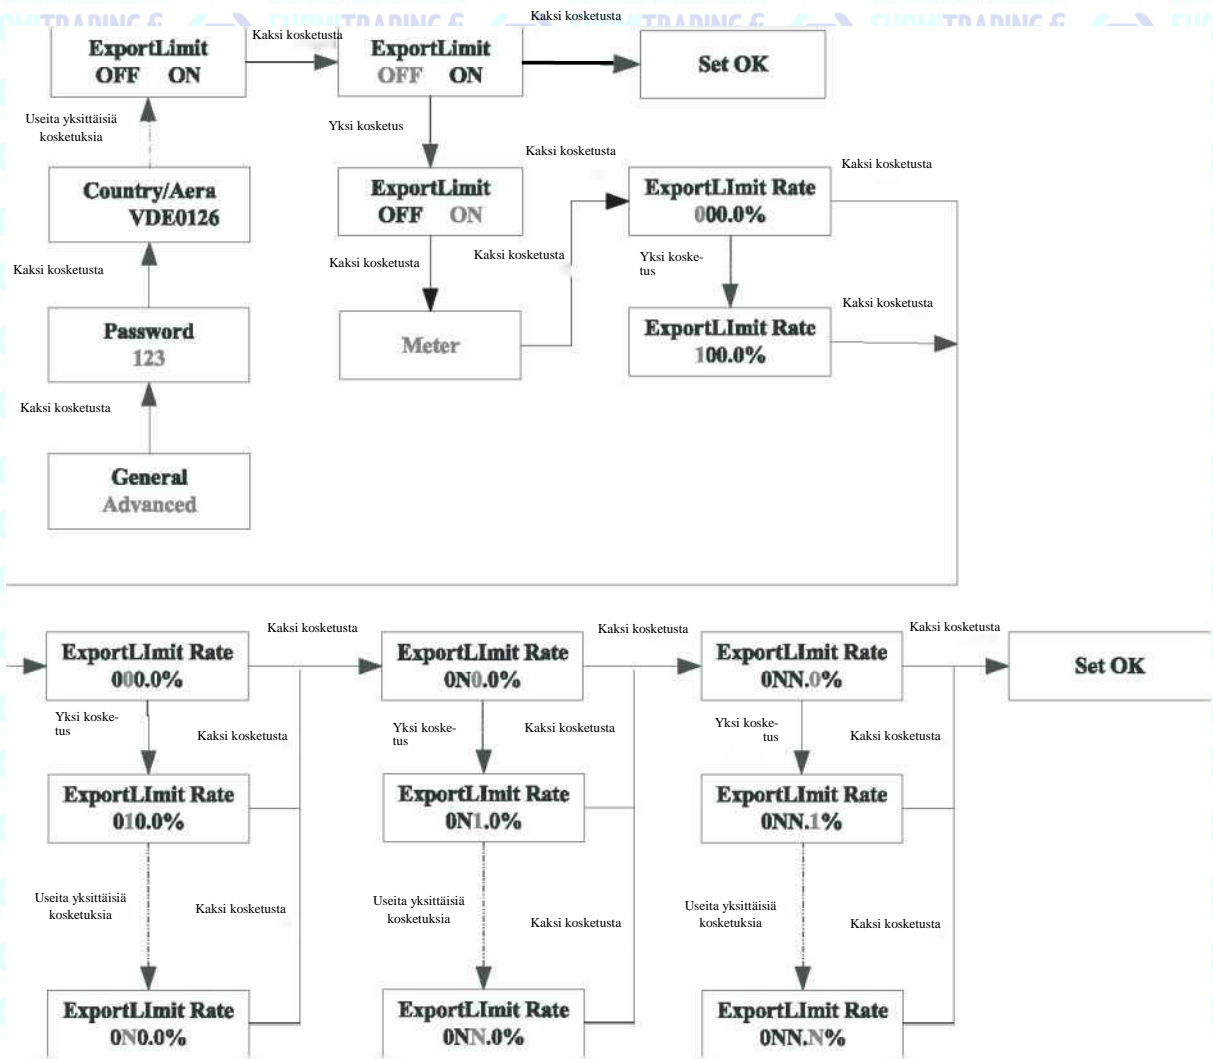 SUOMITRADING.fi
Kaksi kosketusta
ExportLimit
OFF ON
Kaksi kosketusta
ExportLimit
OFF ON
Set OK
Useita yksittäisiä
kosketuksia
Yksi kosketus
Kaksi kosketusta
Kaksi kosketusta
Country/Aera
VDE0126
ExportLimit
OFF ON
ExportLImit Rate
000.0%
Kaksi kosketusta
Kaksi kosketusta
Kaksi kosketusta
Yksi koske-
tus
Kaksi kosketusta
Password
123
Meter
ExportLImit Rate
100.0%
Kaksi kosketusta
General
Advanced
Kaksi kosketusta
Kaksi kosketusta
Kaksi kosketusta
ExportLImit Rate
000.0%
ExportLImit Rate
0N0.0%
ExportLImit Rate
0NN.0%
Set OK
Yksi koske-
tus
Kaksi kosketusta
Yksi koske-
tus
Kaksi kosketusta
Yksi koske-
tus
Kaksi kosketusta
ExportLImit Rate
010.0%
ExportLImit Rate
0N1.0%
ExportLImit Rate
0NN.1%
Useita yksittäisiä
kosketuksia
Kaksi kosketusta
Useita yksittäisiä
kosketuksia
Kaksi kosketusta
Useita yksittäisiä
kosketuksia
Kaksi kosketusta
ExportLImit Rate
0N0.0%
ExportLImit Rate
0NN.0%
ExportLImit Rate
0NN.N%